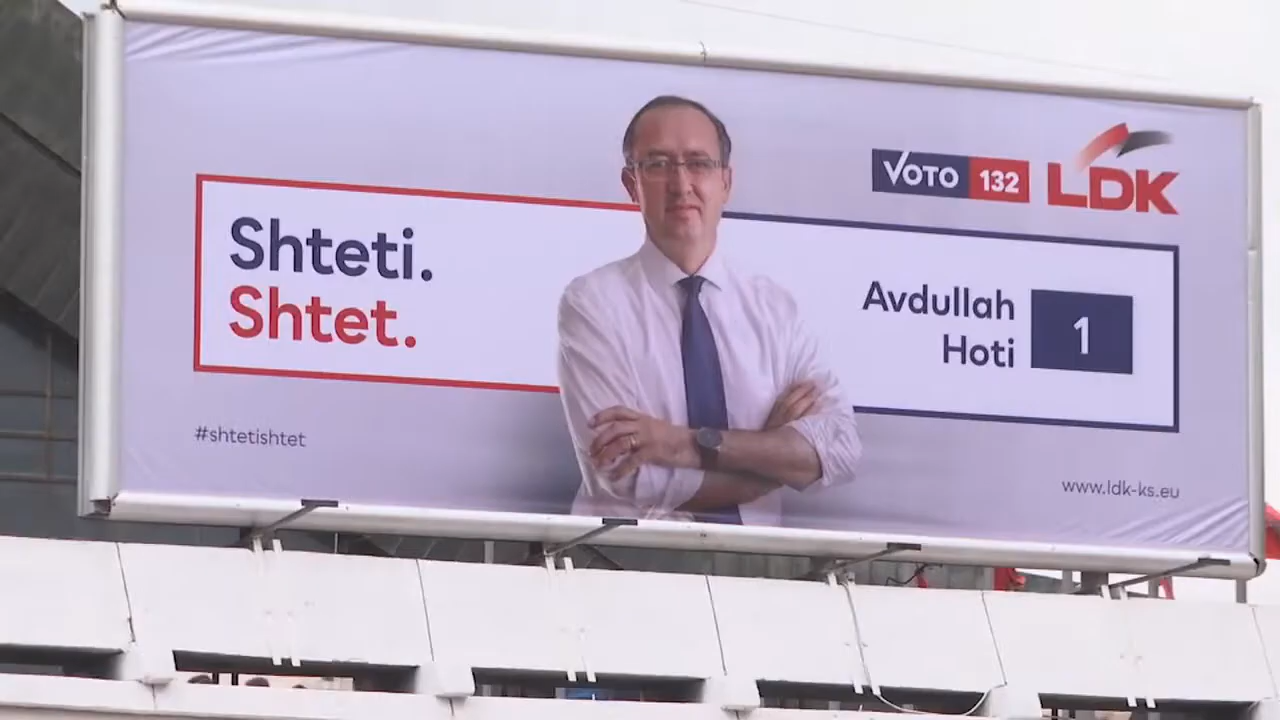 VOTO 132 LDK
Shteti.
Shtet.
Avdullah
Hoti
1
#shtetishtet
www.ldk-ks.eu